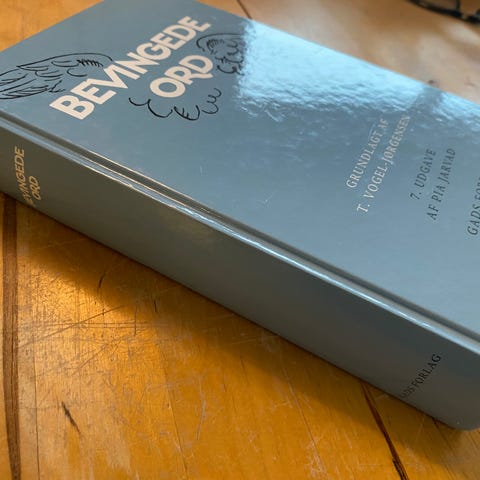 BEVINGEDE
ORD
GRUNDLAGT AF
T. VOGEL-JØRGENSEN
7. UDGAVE
AF PIA JARVAD
GADS
BEVINGEDE
ORD
FORLAG